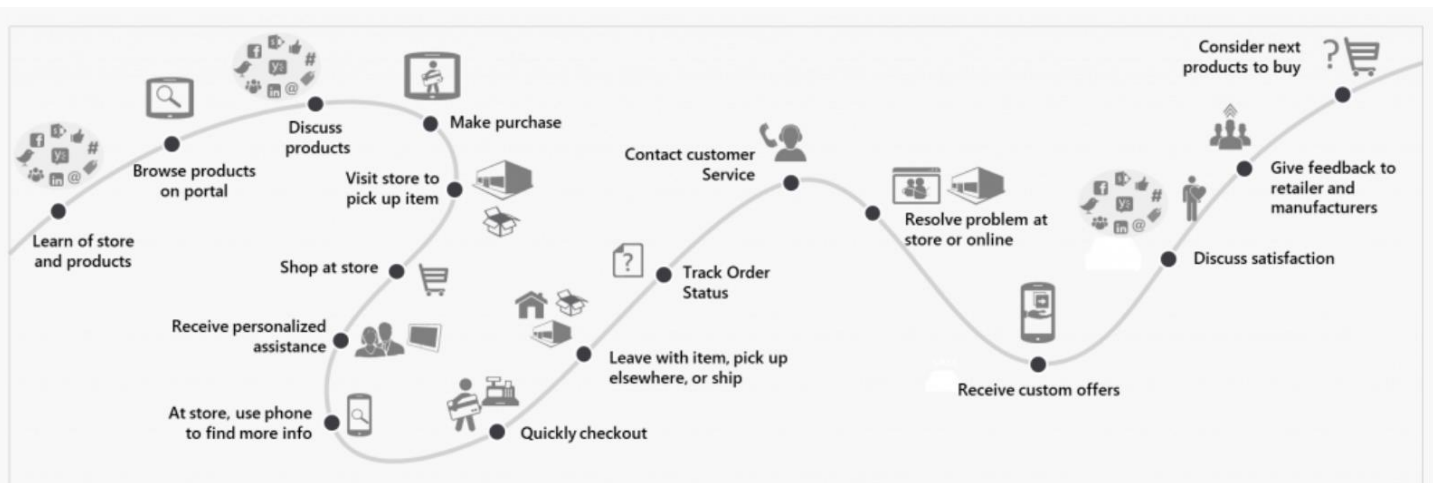 Learn of store
and products
Browse products
on portal
Discuss
products
Make purchase
Visit store to
pick up item
Shop at store
Receive personalized
assistance
At store, use phone
to find more info
Quickly checkout
Leave with item, pick up
elsewhere, or ship
Track Order
Status
Contact customer
Service
Resolve problem at
store or online
Receive custom offers
Discuss satisfaction
Give feedback to
retailer and
manufacturers
Consider next
products to buy